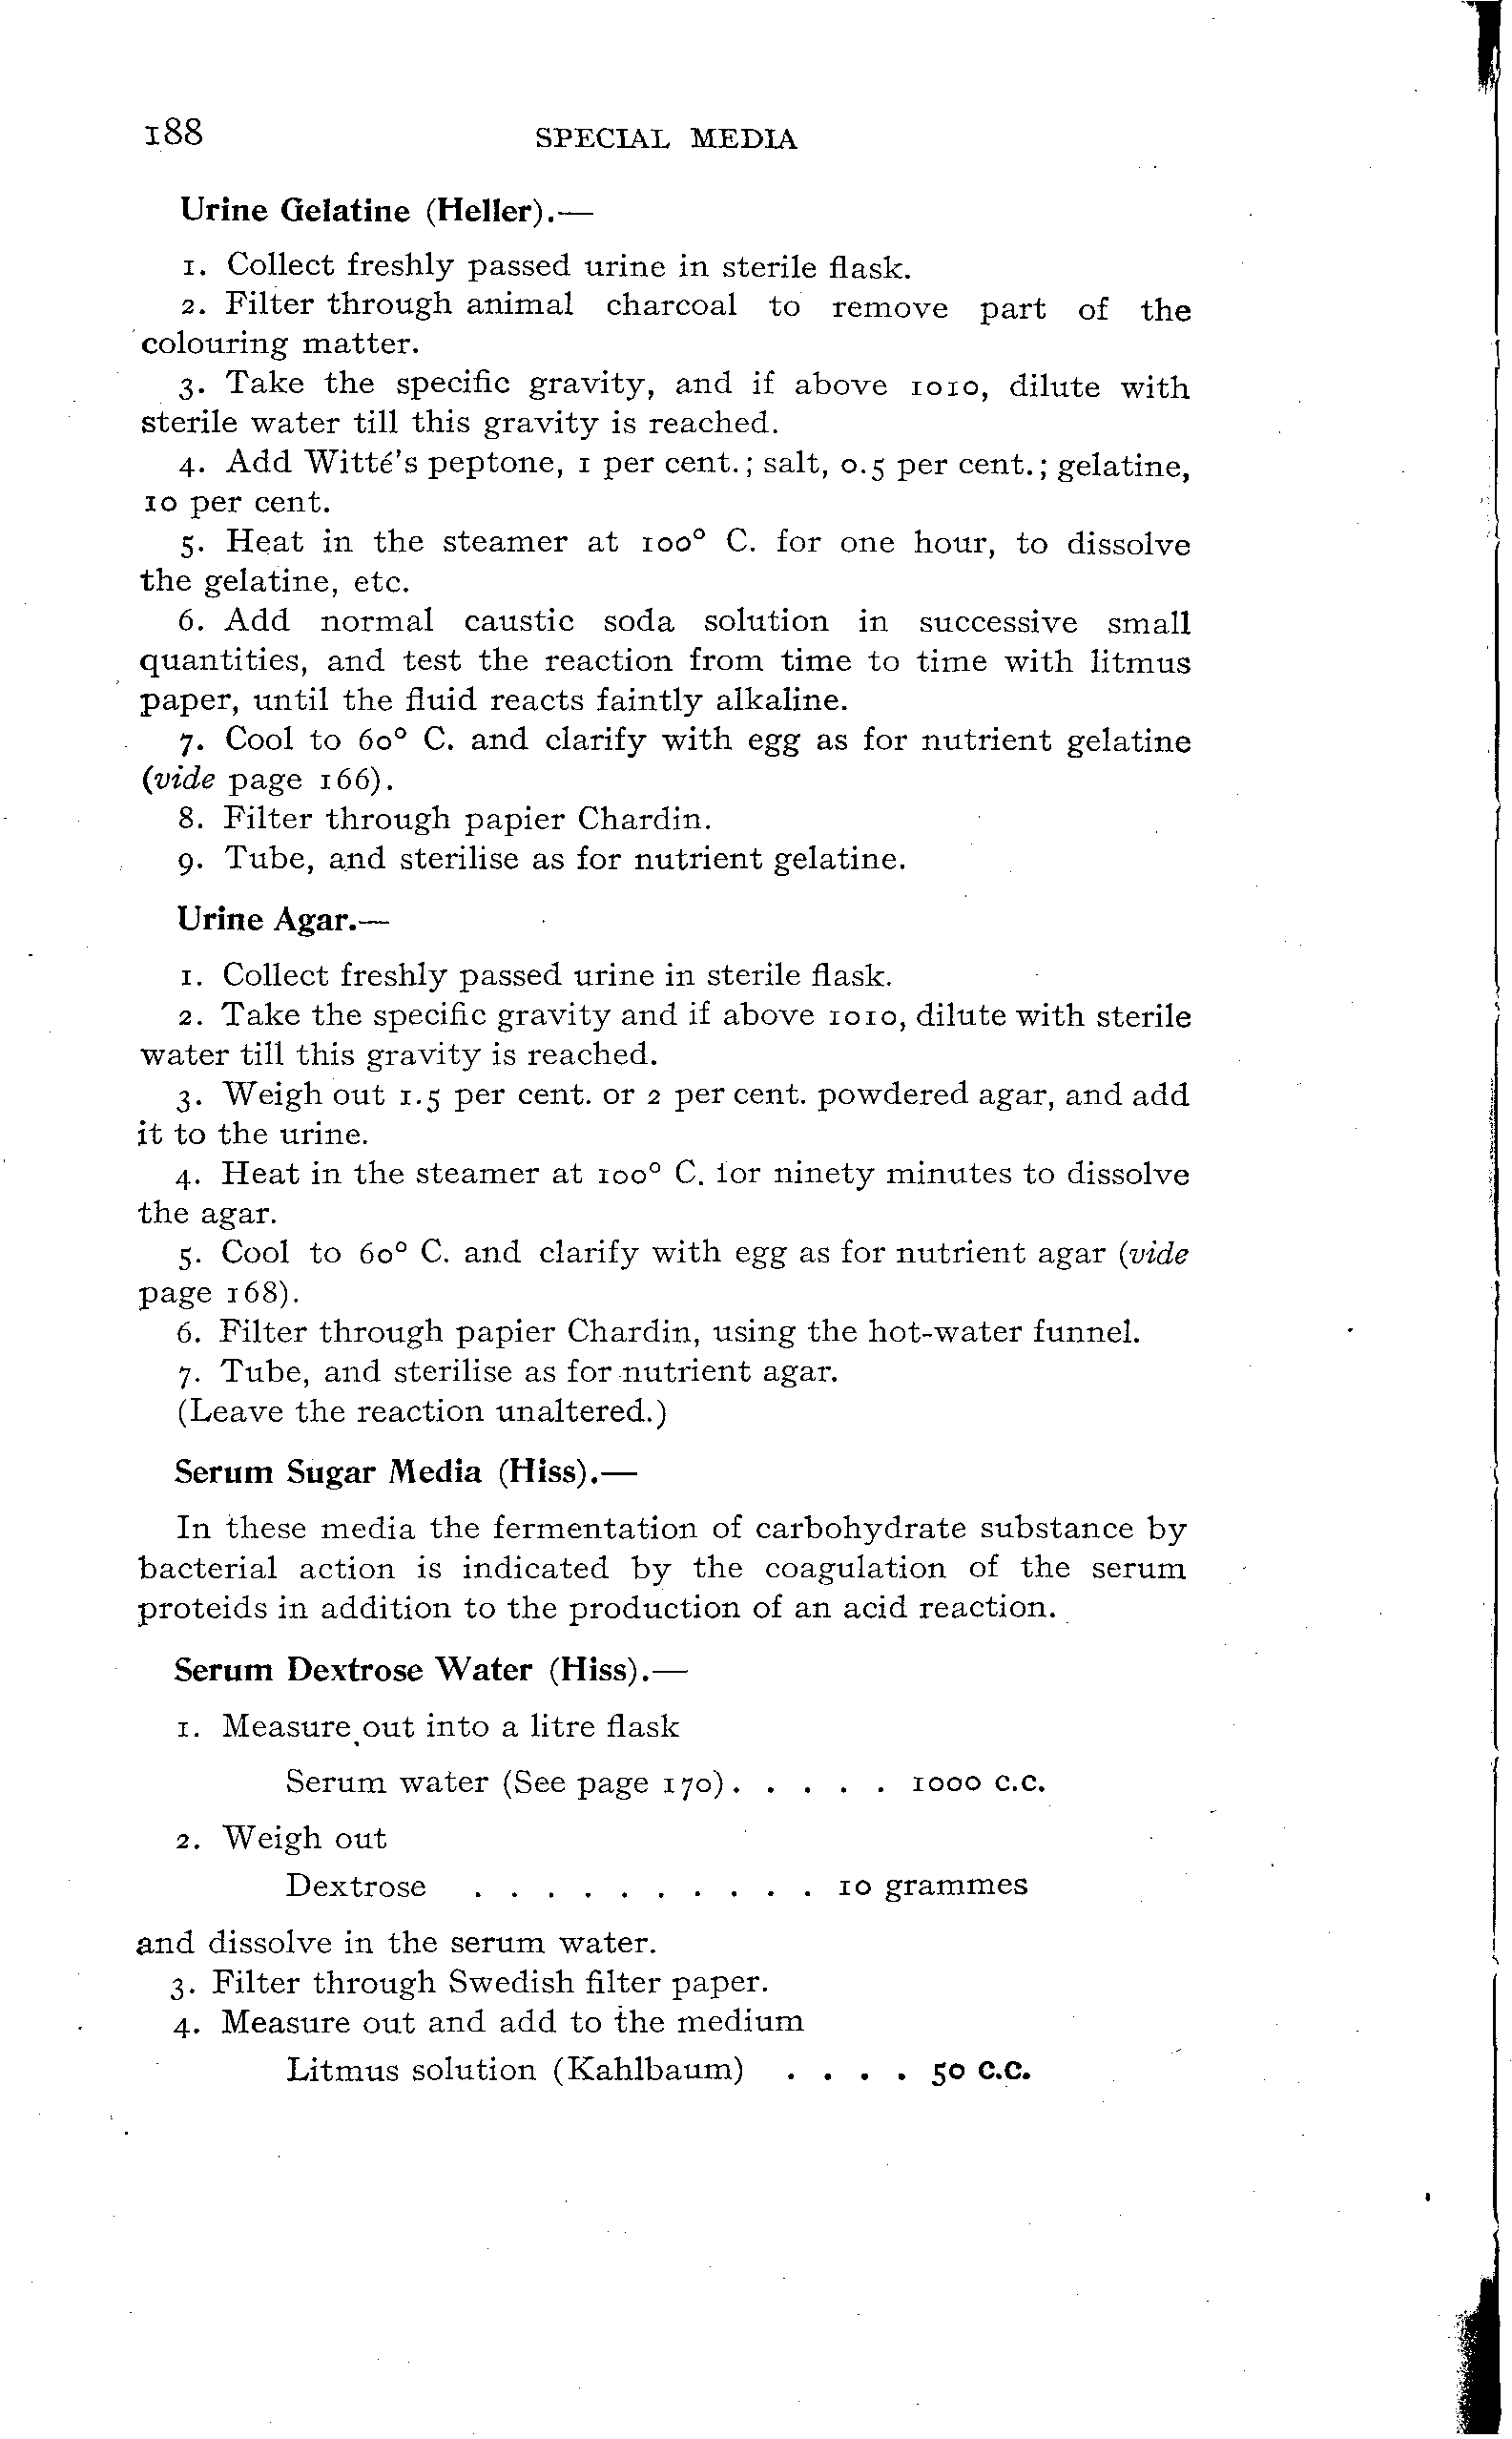 188 SPECIAL MEDIA
Urine Gelatine (Heller).—
1. Collect freshly passed urine in sterile flask.
2. Filter through animal charcoal to remove part of the
colouring matter.
3. Take the specific gravity, and if above 1010, dilute with
sterile water till this gravity is reached.
4. Add Witté's peptone, 1 per cent.; salt, 0.5 per cent.; gelatine,
10 per cent.
5. Heat in the steamer at 100° C. for one hour, to dissolve
the gelatine, etc.
6. Add normal caustic soda solution in successive small
quantities, and test the reaction from time to time with litmus
paper, until the fluid reacts faintly alkaline.
7. Cool to 60° C. and clarify with egg as for nutrient gelatine
(vide page 166).
8. Filter through papier Chardin.
9. Tube, and sterilise as for nutrient gelatine.
Urine Agar.—
1. Collect freshly passed urine in sterile flask.
2. Take the specific gravity and if above 1010, dilute with sterile
water till this gravity is reached.
3. Weigh out 1.5 per cent. or 2 per cent. powdered agar, and add
it to the urine.
4. Heat in the steamer at 100° C. for ninety minutes to dissolve
the agar.
5. Cool to 60° C. and clarify with egg as for nutrient agar (vide
page 168).
6. Filter through papier Chardin, using the hot-water funnel.
7. Tube, and sterilise as for nutrient agar.
(Leave the reaction unaltered.)
Serum Sugar Media (Hiss).—
In these media the fermentation of carbohydrate substance by
bacterial action is indicated by the coagulation of the serum
proteids in addition to the production of an acid reaction.
Serum Dextrose Water (Hiss).—
1. Measure out into a litre flask
Serum water (See page 170). . . . . 1000 c.c.
2. Weigh out
Dextrose . . . . . . . . . . 10 grammes
and dissolve in the serum water.
3. Filter through Swedish filter paper.
4. Measure out and add to the medium
Litmus solution (Kahlbaum) . . . . 50 c.c.